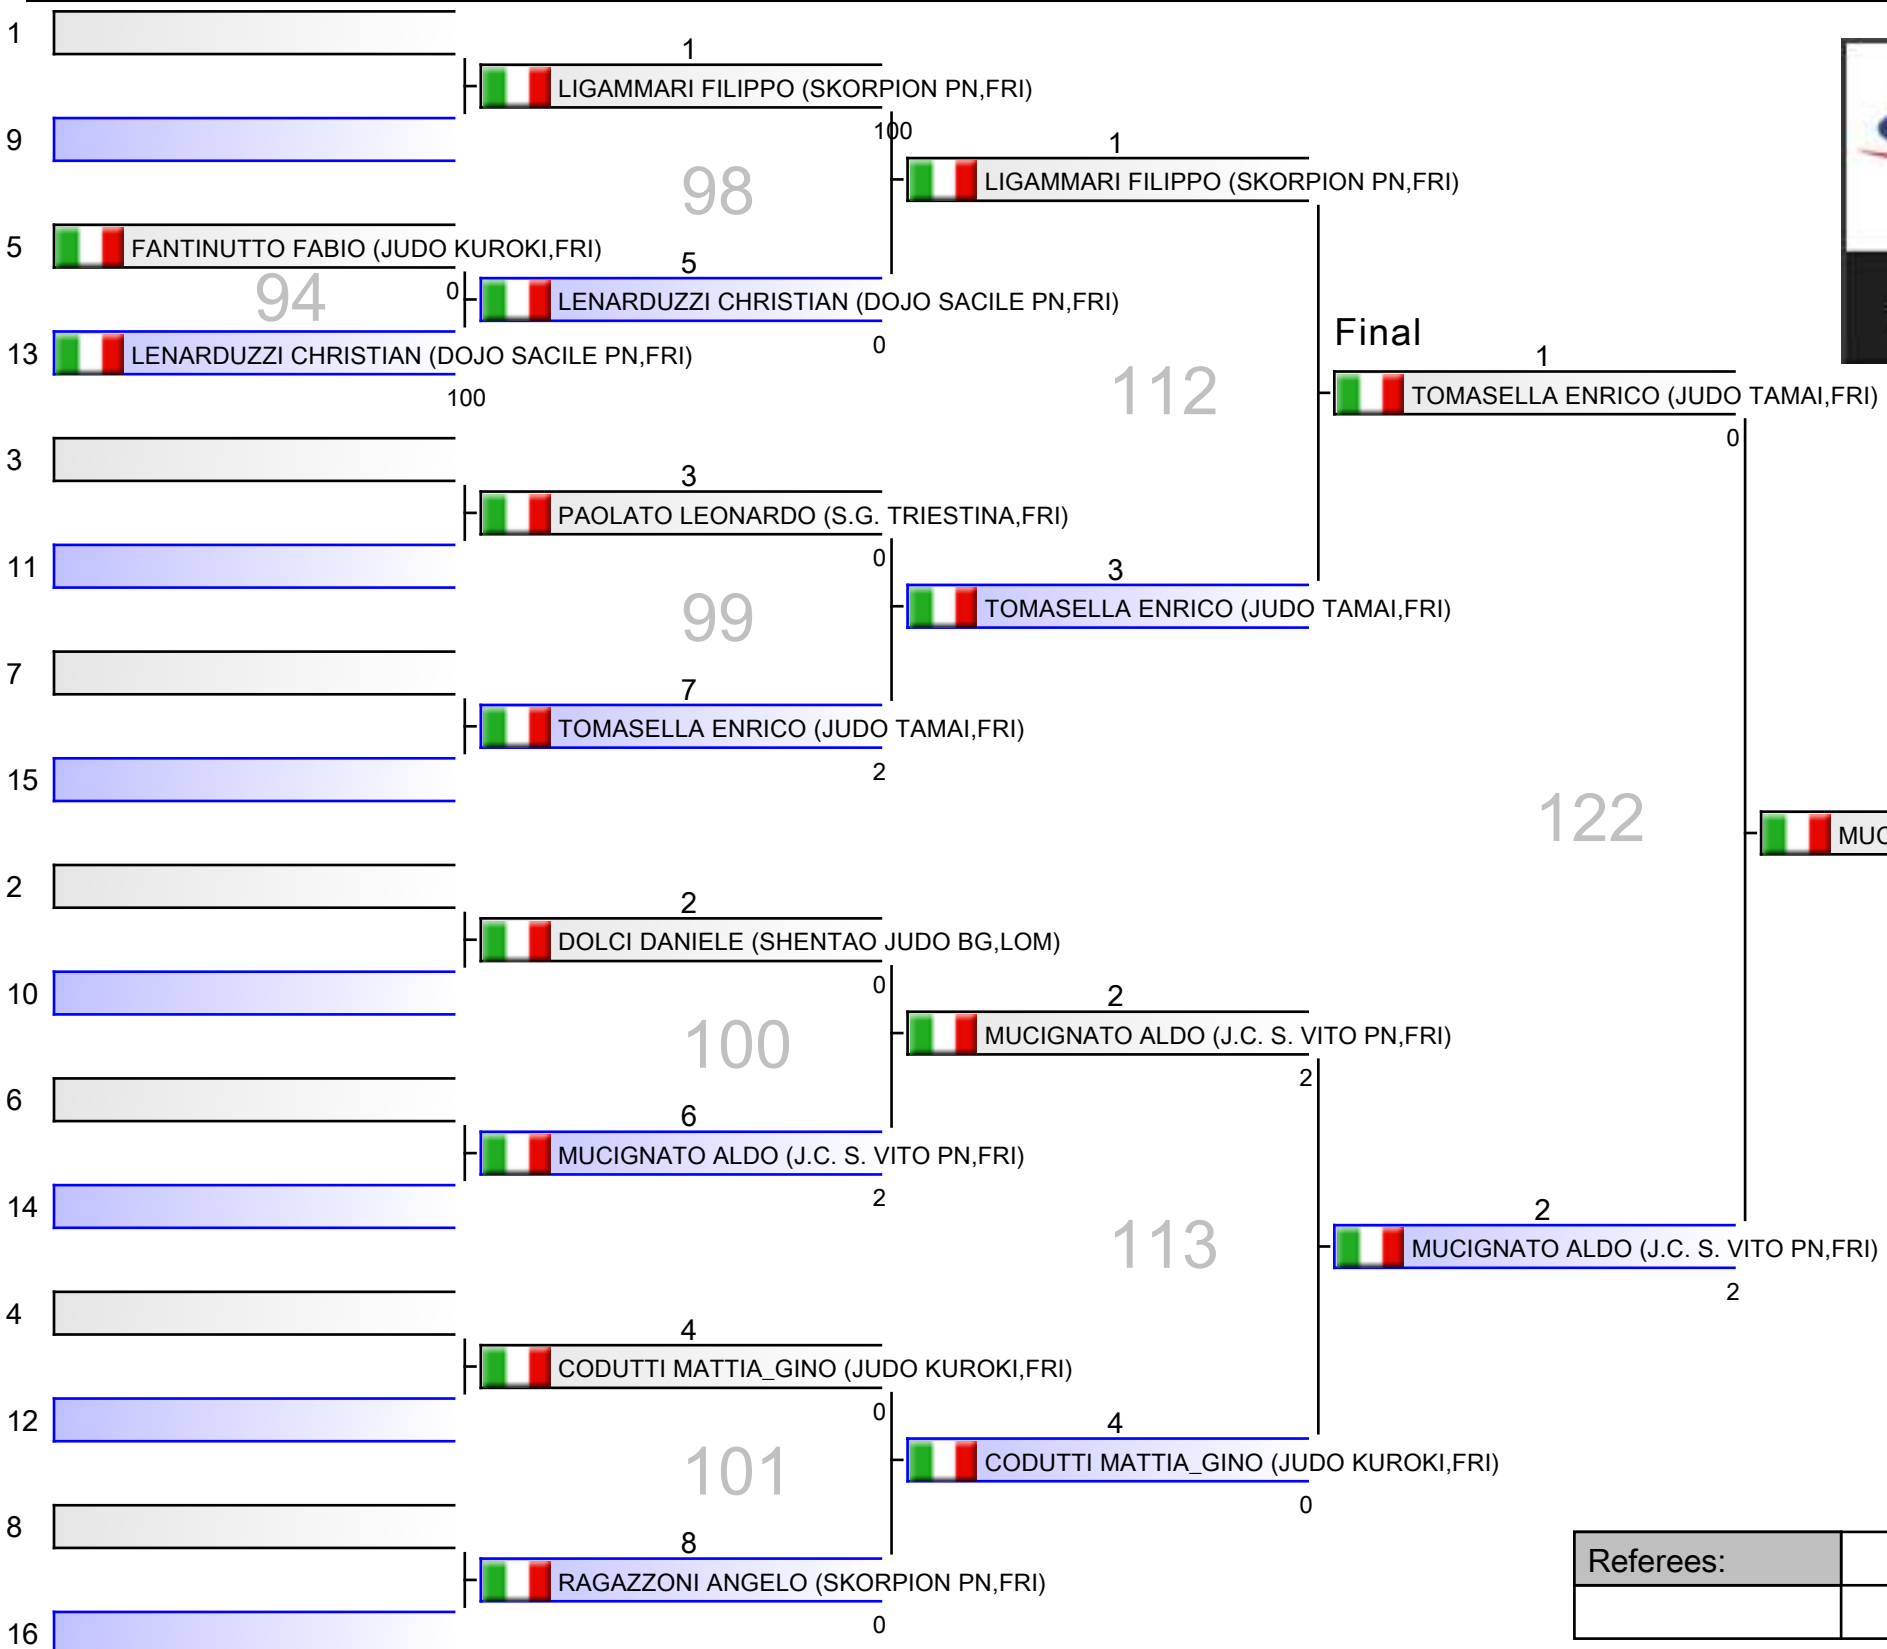 1
1
LIGAMMARI FILIPPO (SKORPION PN,FRI)
100
9
1
98
LIGAMMARI FILIPPO (SKORPION PN,FRI)
5
FANTINUTTO FABIO (JUDO KUROKI,FRI)
5
94
0
LENARDUZZI CHRISTIAN (DOJO SACILE PN,FRI)
Final
13
LENARDUZZI CHRISTIAN (DOJO SACILE PN,FRI)
0
1
112
TOMASELLA ENRICO (JUDO TAMAI,FRI)
100
0
3
3
PAOLATO LEONARDO (S.G. TRIESTINA,FRI)
0
11
3
99
TOMASELLA ENRICO (JUDO TAMAI,FRI)
7
7
TOMASELLA ENRICO (JUDO TAMAI,FRI)
2
15
122
2
2
DOLCI DANIELE (SHENTAO JUDO BG,LOM)
0
10
2
100
MUCIGNATO ALDO (J.C. S. VITO PN,FRI)
2
6
6
MUCIGNATO ALDO (J.C. S. VITO PN,FRI)
2
14
2
113
MUCIGNATO ALDO (J.C. S. VITO PN,FRI)
2
4
4
CODUTTI MATTIA_GINO (JUDO KUROKI,FRI)
0
12
4
101
CODUTTI MATTIA_GINO (JUDO KUROKI,FRI)
0
8
8
RAGAZZONI ANGELO (SKORPION PN,FRI)
0
16
Referees: